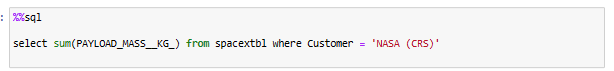 :
%%sql
select sum(PAYLOAD_MASS__KG_) from spacextbl where Customer = 'NASA (CRS)'